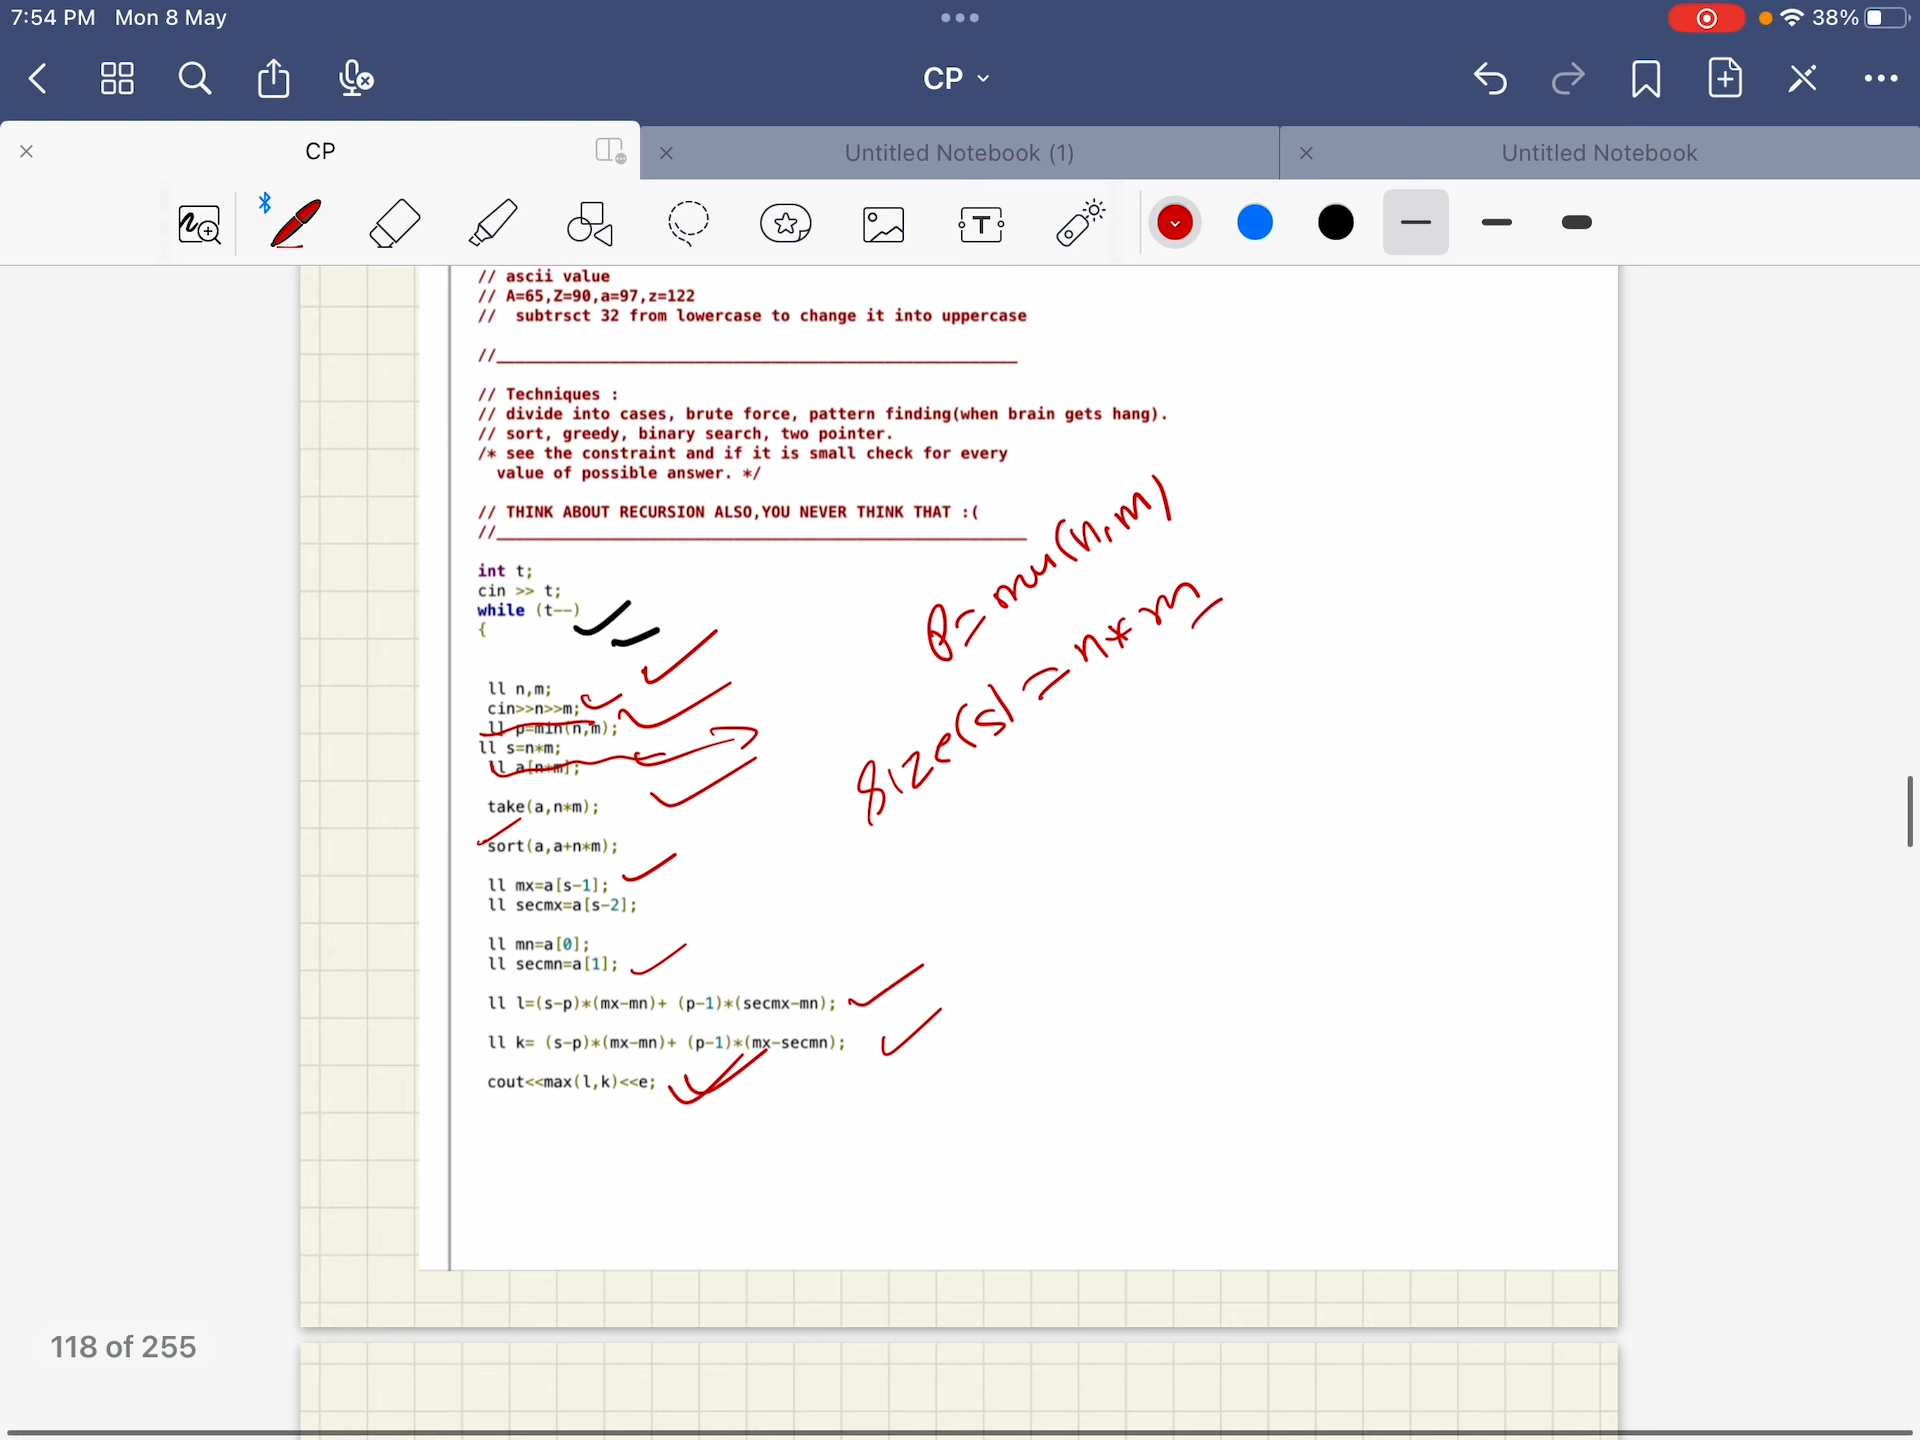 7:54 PM Mon 8 May
38%
CP
CP
Untitled Notebook (1)
Untitled Notebook
// ascii value
// A=65,Z=90,a=97,z=122
// subtrsct 32 from lowercase to change it into uppercase
//________________________________________________________
// Techniques :
// divide into cases, brute force, pattern finding(when brain gets hang).
// sort, greedy, binary search, two pointer.
/* see the constraint and if it is small check for every
value of possible answer. */
// THINK ABOUT RECURSION ALSO,YOU NEVER THINK THAT :(
//_________________________________________________________
int t;
cin >> t;
while (t--)
{
ll n,m;
cin>>n>>m;
ll p=min(n,m);
ll s=n*m;
ll a[n*m];
take(a,n*m);
sort(a,a+n*m);
ll mx=a[s-1];
ll secmx=a[s-2];
ll mn=a[0];
ll secmn=a[1];
ll l=(s-p)*(mx-mn)+ (p-1)*(secmx-mn);
ll k= (s-p)*(mx-mn)+ (p-1)*(mx-secmn);
cout<<max(l,k)<<e;
(n,m)
size(s) = n*m
118 of 255